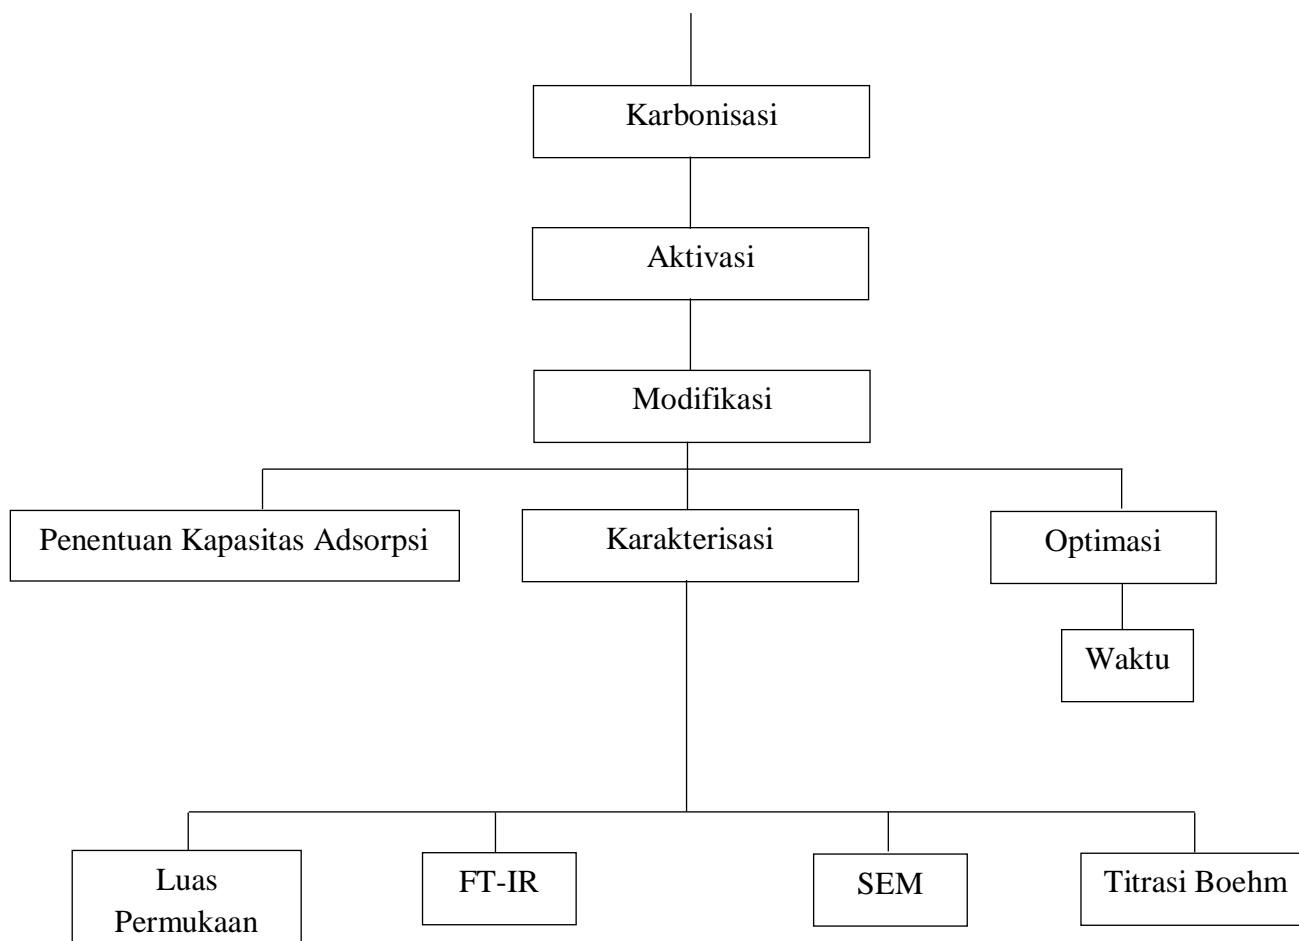 Karbonisasi
Aktivasi
Modifikasi
Penentuan Kapasitas Adsorpsi
Karakterisasi
Optimasi
Waktu
Luas
Permukaan
FT-IR
SEM
Titrasi Boehm